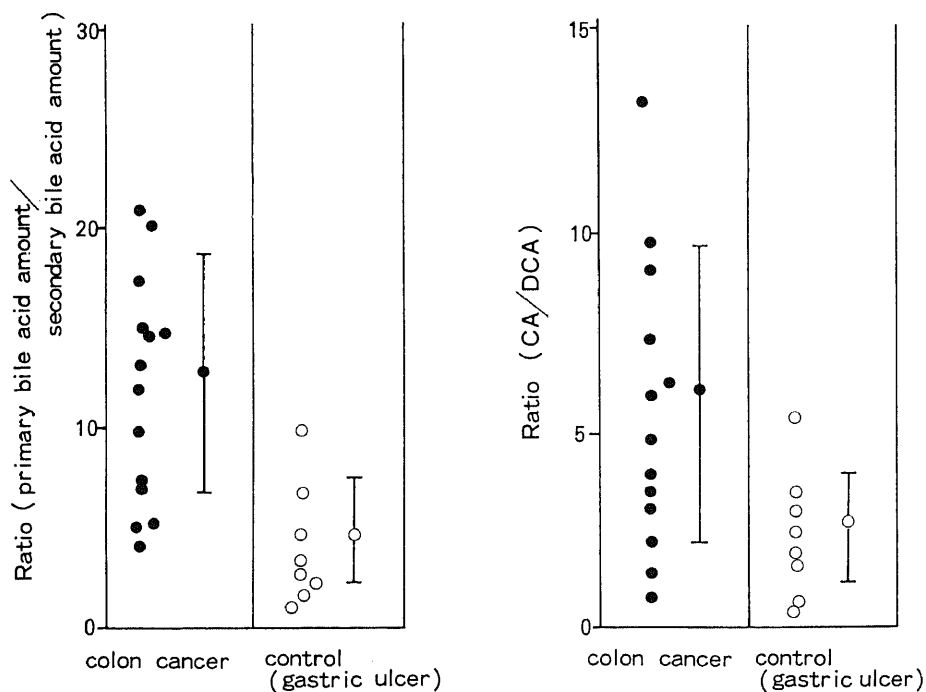 Ratio (primary bile acid amount/
secondary bile acid amount)
30
20
10
0
colon cancer
control
(gastric ulcer)
Ratio (CA/DCA)
15
10
5
0
colon cancer
control
(gastric ulcer)